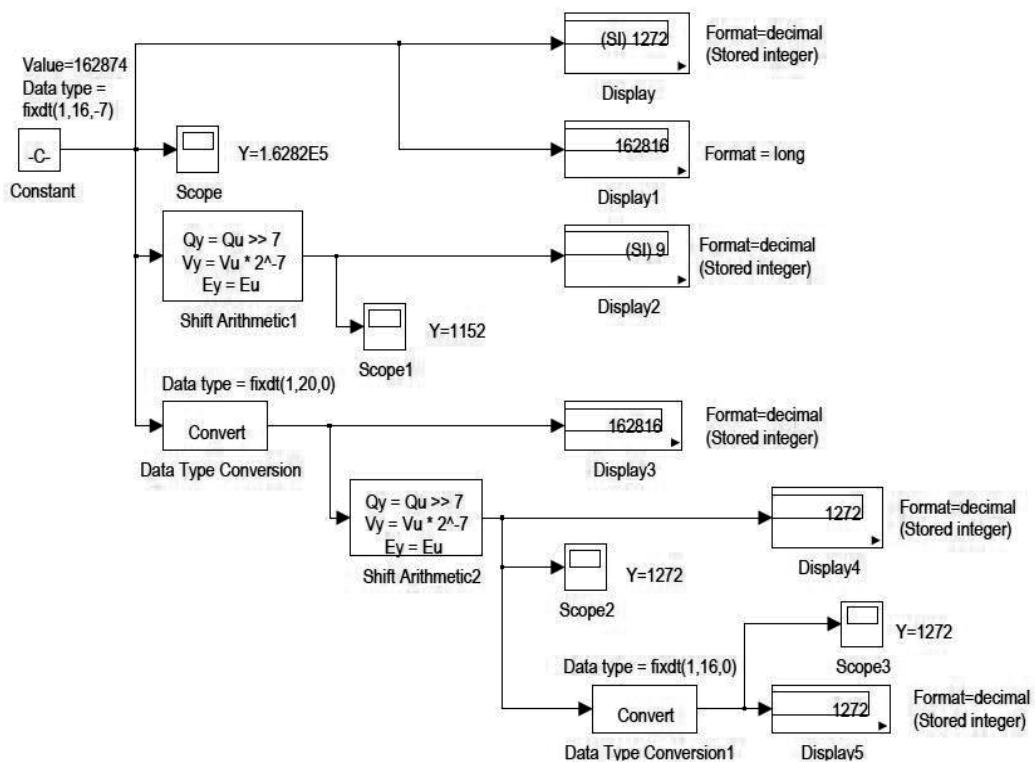 (SI) 1272
Format=decimal
(Stored integer)
Display
Value=162874
Data type =
fixdt(1,16,-7)
-C-
Constant
Y=1.6282E5
Scope
162816
Format = long
Display1
Qy = Qu >> 7
Vy = Vu * 2^-7
Ey = Eu
Shift Arithmetic1
(SI) 9
Format=decimal
(Stored integer)
Display2
Y=1152
Scope1
Data type = fixdt(1,20,0)
Convert
Data Type Conversion
162816
Format=decimal
(Stored integer)
Display3
Qy = Qu >> 7
Vy = Vu * 2^-7
Ey = Eu
Shift Arithmetic2
1272
Format=decimal
(Stored integer)
Display4
Y=1272
Scope2
Y=1272
Scope3
Data type = fixdt(1,16,0)
Convert
Data Type Conversion1
1272
Format=decimal
(Stored integer)
Display5